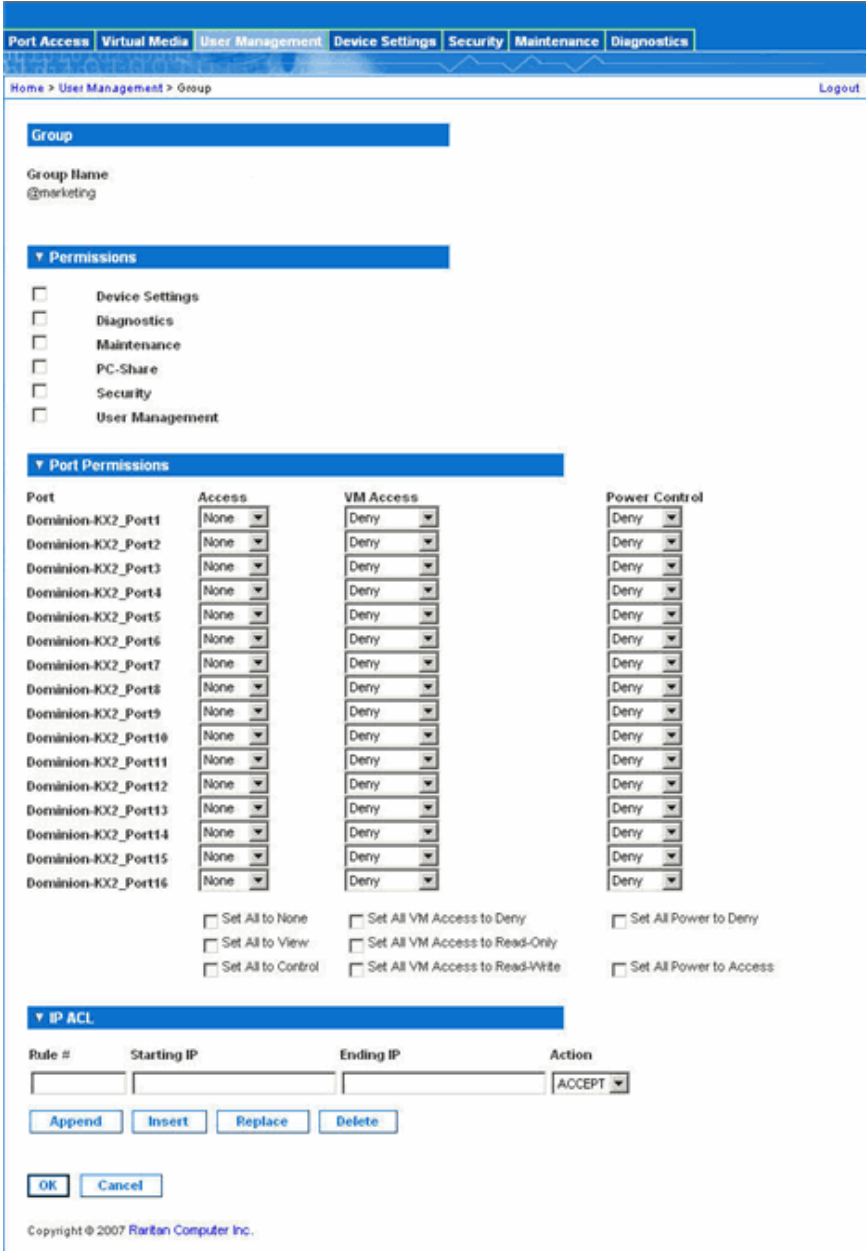 Port Access Virtual Media User Management Device Settings Security Maintenance Diagnostics
Home > User Management > Group Logout
Group
Group Name
@marketing
Permissions
Device Settings
Diagnostics
Maintenance
PC-Share
Security
User Management
Port Permissions
Port Access VM Access Power Control
Dominion-KX2_Port1 None Deny Deny
Dominion-KX2_Port2 None Deny Deny
Dominion-KX2_Port3 None Deny Deny
Dominion-KX2_Port4 None Deny Deny
Dominion-KX2_Port5 None Deny Deny
Dominion-KX2_Port6 None Deny Deny
Dominion-KX2_Port7 None Deny Deny
Dominion-KX2_Port8 None Deny Deny
Dominion-KX2_Port9 None Deny Deny
Dominion-KX2_Port10 None Deny Deny
Dominion-KX2_Port11 None Deny Deny
Dominion-KX2_Port12 None Deny Deny
Dominion-KX2_Port13 None Deny Deny
Dominion-KX2_Port14 None Deny Deny
Dominion-KX2_Port15 None Deny Deny
Dominion-KX2_Port16 None Deny Deny
Set All to None Set All VM Access to Deny Set All Power to Deny
Set All to View Set All VM Access to Read-Only
Set All to Control Set All VM Access to Read-Write Set All Power to Access
IP ACL
Rule # Starting IP Ending IP Action
ACCEPT
Append Insert Replace Delete
OK Cancel
Copyright © 2007 Raritan Computer Inc.